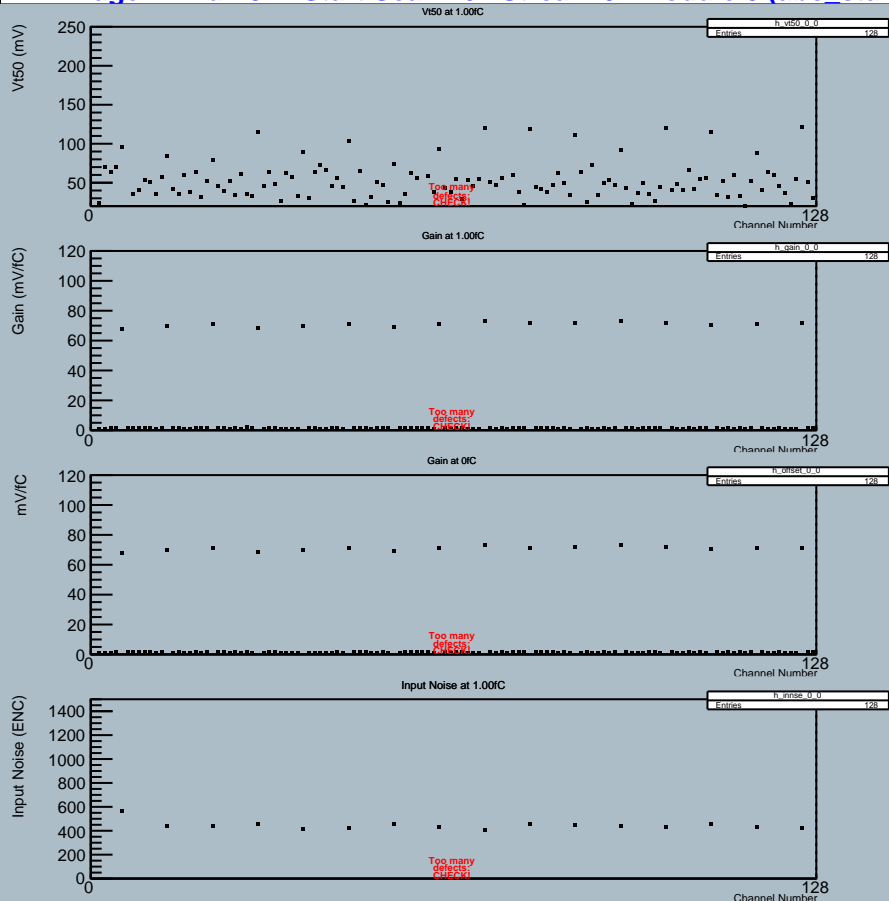 Vt50 at 1.00fC
h_vt50_0_0
Entries 128
Vt50 (mV)
250
200
150
100
50
Too many
defects:
CHECK!
0
128
Channel Number
Gain at 1.00fC
h_gain_0_0
Entries 128
Gain (mV/fC)
120
100
80
60
40
20
0
Too many
defects:
CHECK!
0
128
Channel Number
Gain at 0fC
h_offset_0_0
Entries 128
mV/fC
120
100
80
60
40
20
0
Too many
defects:
CHECK!
0
128
Channel Number
Input Noise at 1.00fC
h_innse_0_0
Entries 128
Input Noise (ENC)
1400
1200
1000
800
600
400
200
0
Too many
defects:
CHECK!
0
128
Channel Number